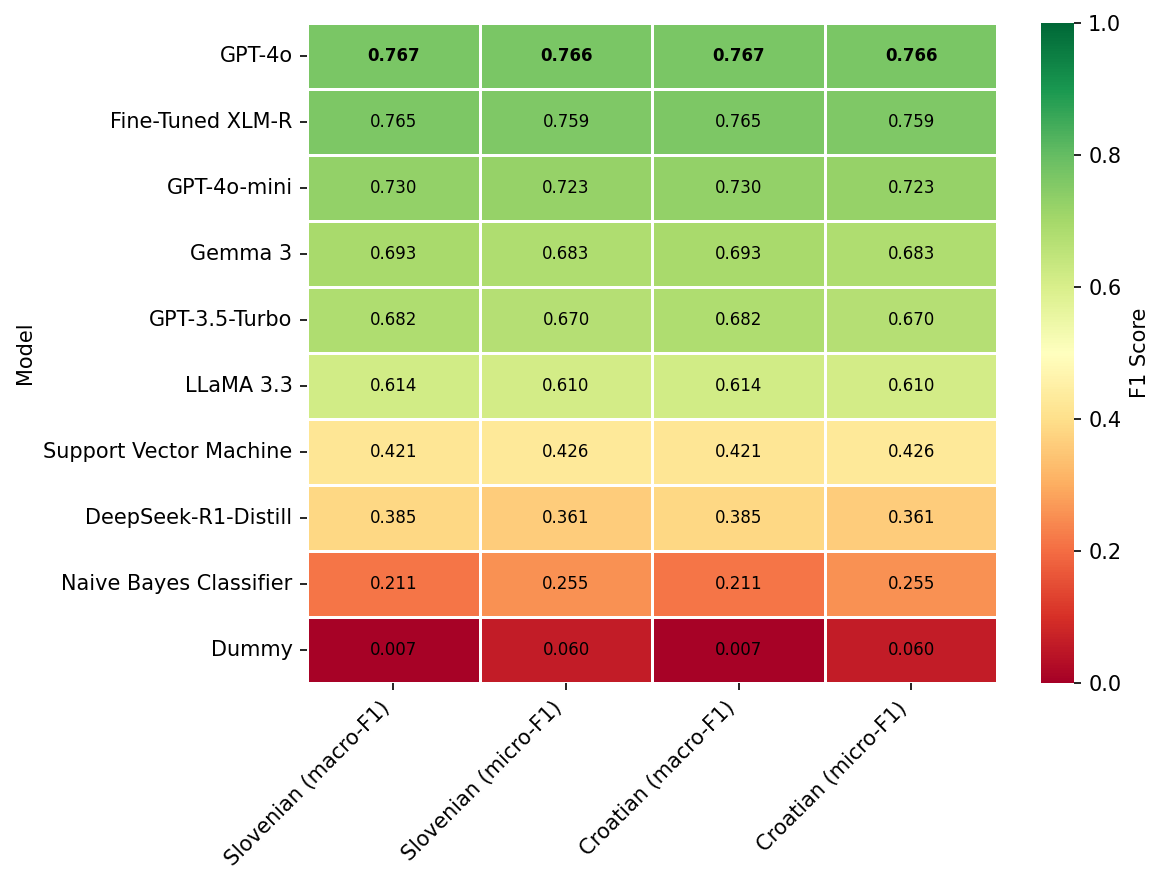 GPT-4o 0.767 0.766 0.767 0.766
Fine-Tuned XLM-R 0.765 0.759 0.765 0.759
GPT-4o-mini 0.730 0.723 0.730 0.723
Gemma 3 0.693 0.683 0.693 0.683
GPT-3.5-Turbo 0.682 0.670 0.682 0.670
LLaMA 3.3 0.614 0.610 0.614 0.610
Support Vector Machine 0.421 0.426 0.421 0.426
DeepSeek-R1-Distill 0.385 0.361 0.385 0.361
Naive Bayes Classifier 0.211 0.255 0.211 0.255
Dummy 0.007 0.060 0.007 0.060
Model
Slovenian (macro-F1)
Slovenian (micro-F1)
Croatian (macro-F1)
Croatian (micro-F1)
1.0
0.8
0.6
0.4
0.2
0.0
F1 Score